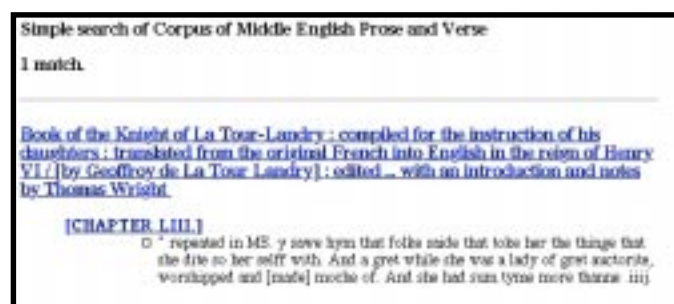 Simple search of Corpus of Middle English Prose and Verse
1 match.
Book of the Knight of La Tour-Landry : compiled for the instruction of his
daughters : translated from the original French into English in the reign of Henry
VI / [by Geoffroy de La Tour Landry] : edited ... with an introduction and notes
by Thomas Wright
[CHAPTER LIII.]
" repeated in MS. y sawe hym that folke saide that toke her the thinge that
she dite so her selff with. And a gret while she was a lady of gret auctorite,
worshipped and [made] moche of. And she had sum tyme more thanne .iiij